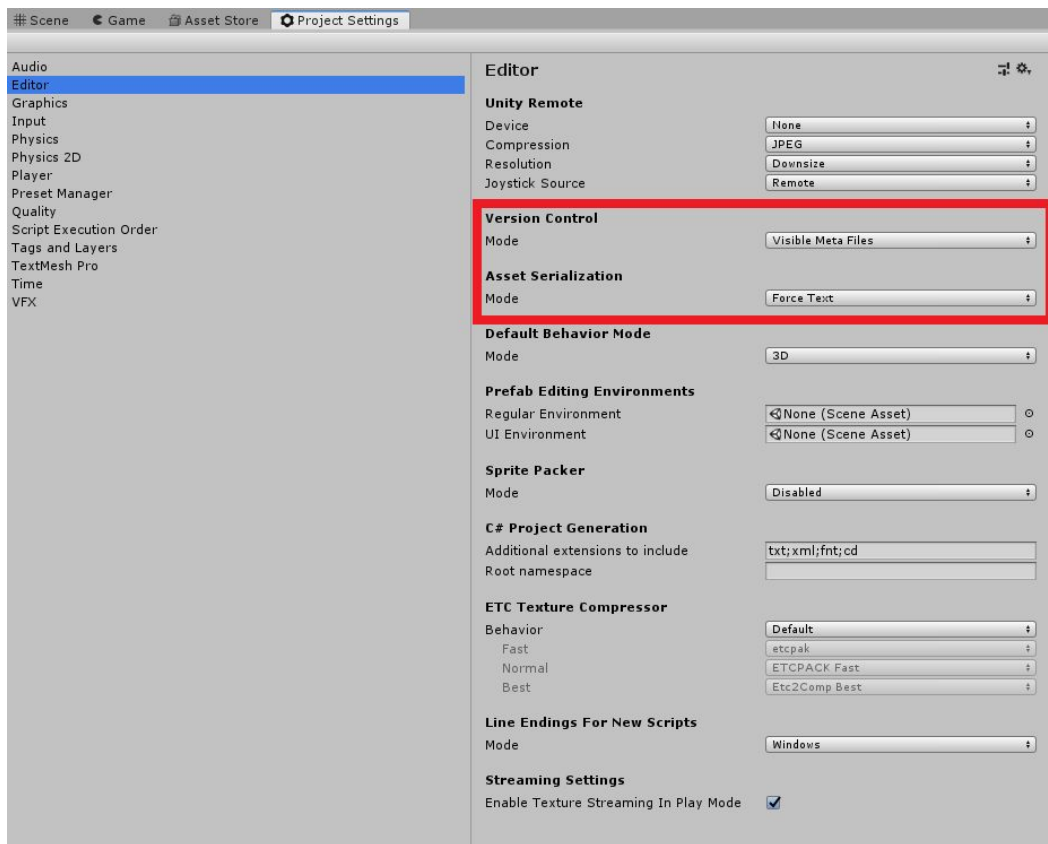 Scene Game Asset Store Project Settings
Audio
Editor
Graphics
Input
Physics
Physics 2D
Player
Preset Manager
Quality
Script Execution Order
Tags and Layers
TextMesh Pro
Time
VFX
Editor
Unity Remote
Device None
Compression JPEG
Resolution Downsize
Joystick Source Remote
Version Control
Mode Visible Meta Files
Asset Serialization
Mode Force Text
Default Behavior Mode
Mode 3D
Prefab Editing Environments
Regular Environment None (Scene Asset)
UI Environment None (Scene Asset)
Sprite Packer
Mode Disabled
C# Project Generation
Additional extensions to include txt;xml;fnt;cd
Root namespace
ETC Texture Compressor
Behavior Default
Fast etcpak
Normal ETCPACK Fast
Best Etc2Comp Best
Line Endings For New Scripts
Mode Windows
Streaming Settings
Enable Texture Streaming In Play Mode